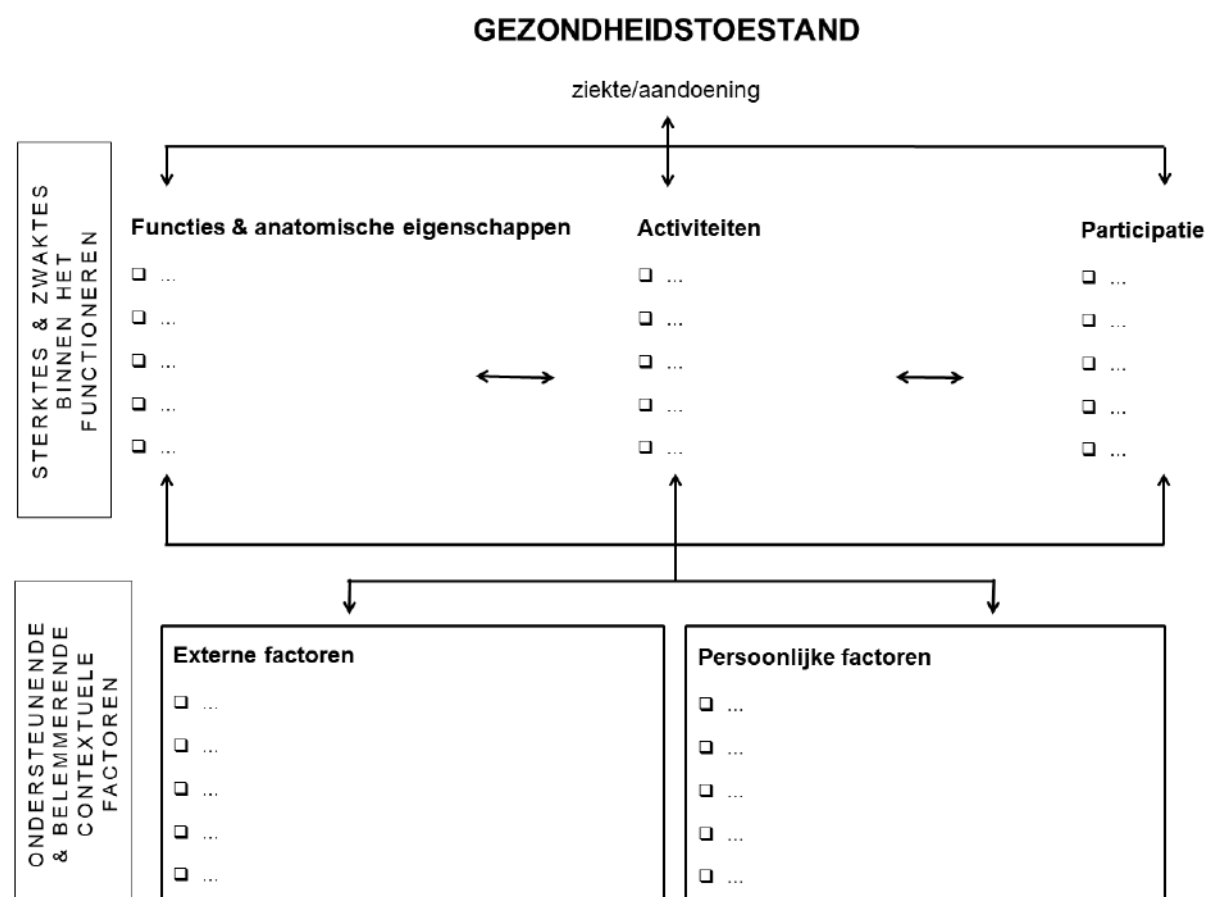 GEZONDHEIDSTOESTAND
ziekte/aandoening
STERKTES & ZWAKTES
BINNEN HET
FUNCTIONEREN
Functies & anatomische eigenschappen
❑ ...
❑ ...
❑ ...
❑ ...
❑ ...
Activiteiten
❑ ...
❑ ...
❑ ...
❑ ...
❑ ...
Participatie
❑ ...
❑ ...
❑ ...
❑ ...
❑ ...
ONDERSTEUNENDE
& BELEMMERENDE
CONTEXTUELE
FACTOREN
Externe factoren
❑ ...
❑ ...
❑ ...
❑ ...
❑ ...
Persoonlijke factoren
❑ ...
❑ ...
❑ ...
❑ ...
❑ ...